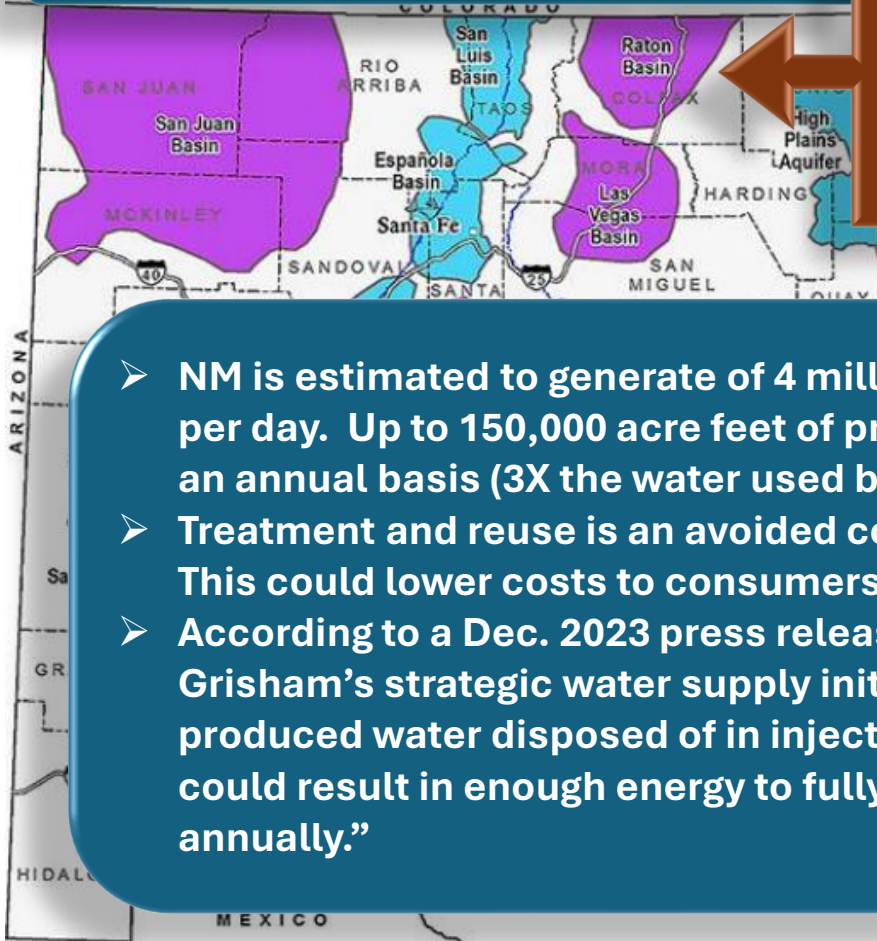 COLORADO
San
Luis
Basin
Raton
Basin
RIO
ARRIBA
SAN JUAN
TAOS
COLFAX
High
Plains
Aquifer
San Juan
Basin
Española
Basin
MORA
Las
Vegas
Basin
HARDING
MCKINLEY
Santa Fe
SANDOVAL
40
25
SAN
MIGUEL
SANTA
ARIZONA
➢ NM is estimated to generate of 4 mill
per day.  Up to 150,000 acre feet of pr
an annual basis (3X the water used b
➢ Treatment and reuse is an avoided co
This could lower costs to consumers
➢ According to a Dec. 2023 press releas
Grisham’s strategic water supply init
produced water disposed of in inject
could result in enough energy to fully
annually.”
Sa
GR
HIDAL
MEXICO